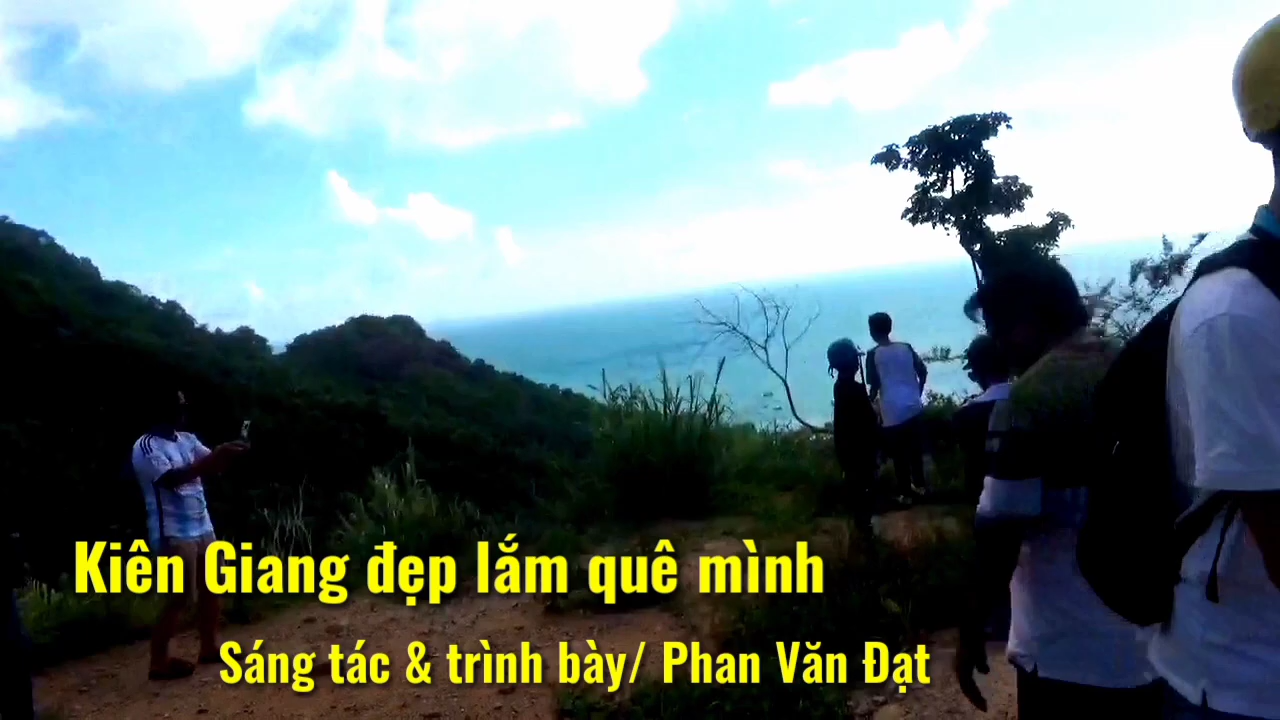 Kiên Giang đẹp lắm quê mình
Sáng tác & trình bày/ Phan Văn Đạt